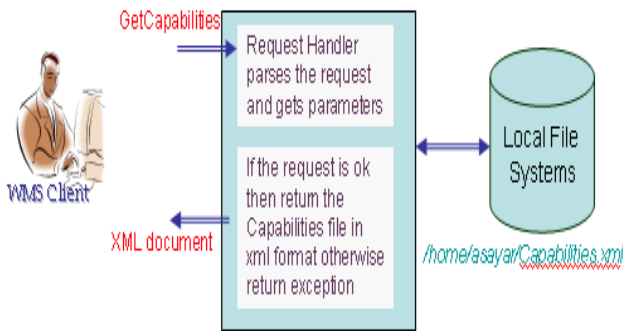 GetCapabilities
Request Handler
parses the request
and gets parameters
WMS Client
If the request is ok
then return the
Capabilities file in
xml format otherwise
return exception
XML document
Local File
Systems
/home/asayar/Capabilities.xml